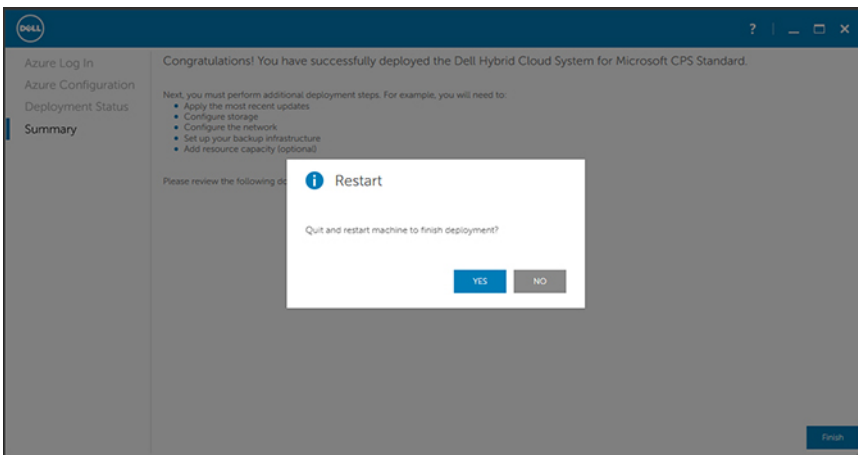 DELL
?
Azure Log In
Azure Configuration
Deployment Status
Summary
Congratulations! You have successfully deployed the Dell Hybrid Cloud System for Microsoft CPS Standard.
Next, you must perform additional deployment steps. For example, you will need to:
Apply the most recent updates
Configure storage
Configure the network
Set up your backup infrastructure
Add resource capacity (optional)
Please review the following
Restart
Quit and restart machine to finish deployment?
YES NO
Finish